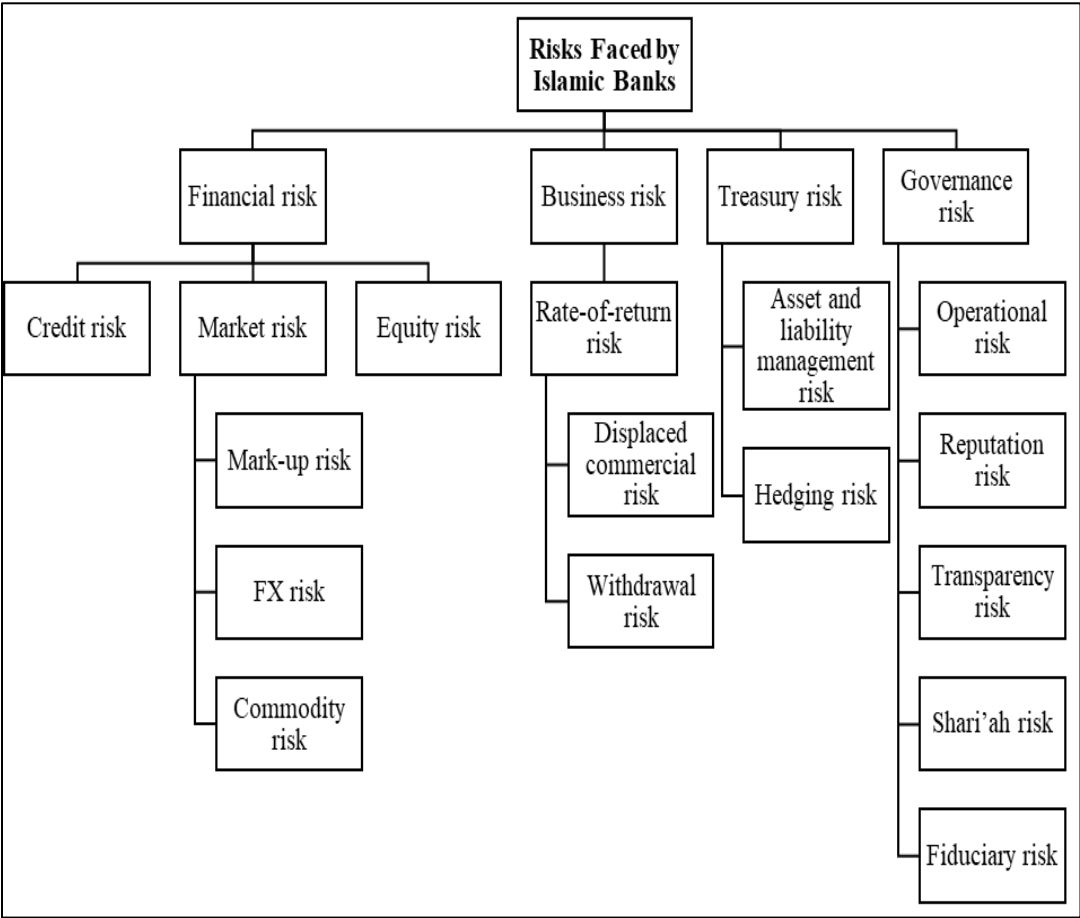 Risks Faced by
Islamic Banks
Financial risk
Business risk
Treasury risk
Governance
risk
Credit risk
Market risk
Equity risk
Rate-of-return
risk
Asset and
liability
management
risk
Operational
risk
Mark-up risk
Displaced
commercial
risk
Hedging risk
Reputation
risk
FX risk
Withdrawal
risk
Transparency
risk
Commodity
risk
Shari’ah risk
Fiduciary risk